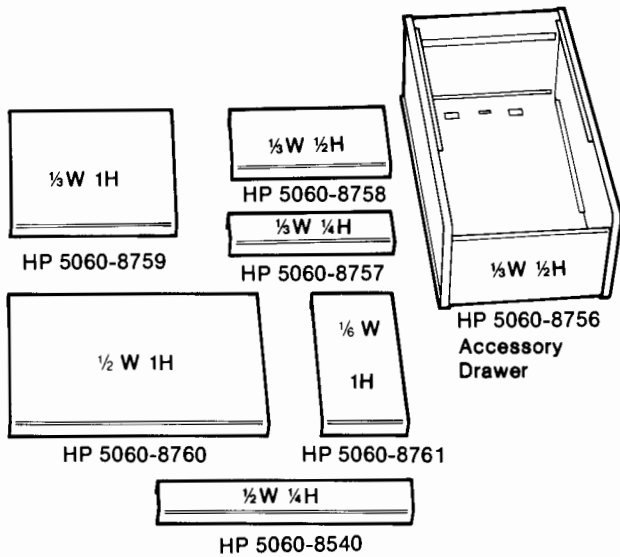 ⅓W 1H
HP 5060-8759
⅓W ½H
HP 5060-8758
⅓W ¼H
HP 5060-8757
⅓W ½H
HP 5060-8756
Accessory
Drawer
½ W 1H
HP 5060-8760
⅙ W
1H
HP 5060-8761
½W ¼H
HP 5060-8540